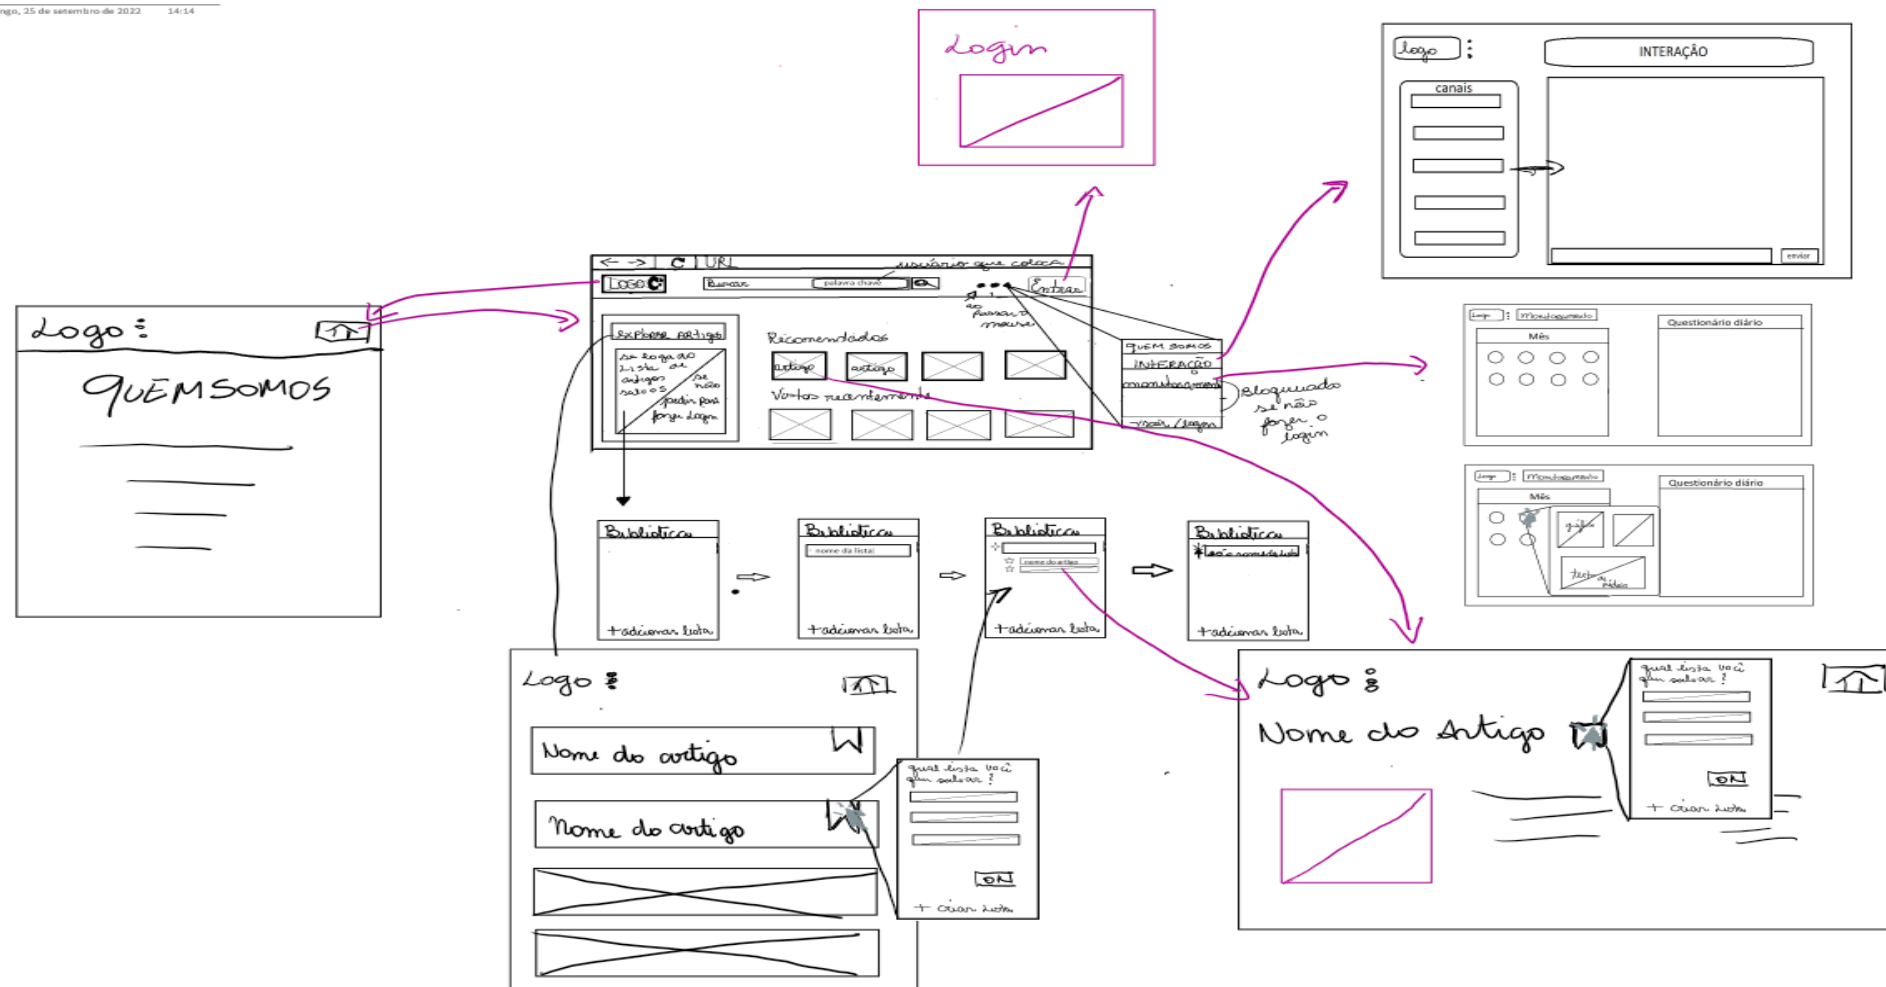 ngo, 25 de setembro de 2022 14:14
Login
logo
INTERAÇÃO
canais
enviar
URL
usuário que coloca
LOGO
Buscar
palavra chave
Entrar
ao
passar o
mouse
Logo
QUEM SOMOS
EXPLORAR ARTIGO
se logado
lista de
artigos
salvos
se
não
pedir para
fazer login
Recomendados
artigo
artigo
Vistos recentemente
QUEM SOMOS
INTERAÇÃO
monitoramento
sair / logar
Bloqueado
se não
fazer o
login
Logo
Monitoramento
Mês
Questionário diário
Logo
Monitoramento
Mês
Questionário diário
texto
Biblioteca
+ adicionar lista
Biblioteca
nome da lista
+ adicionar lista
Biblioteca
nome do artigo
+ adicionar lista
Biblioteca
+ adicionar lista
Logo
Nome do artigo
Nome do artigo
qual lista você
quer salvar?
OK
+ criar lista
Logo
Nome do Artigo
qual lista você
quer salvar?
OK
+ criar lista